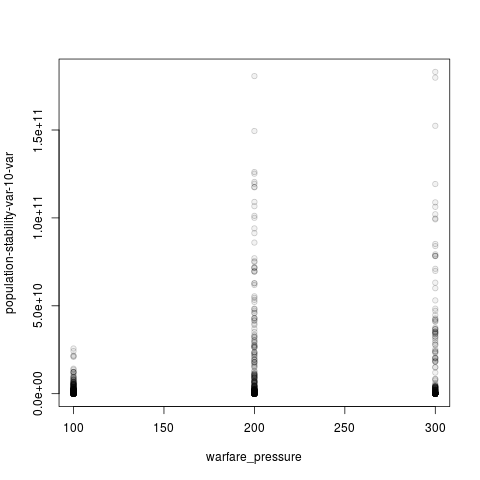 1.5e+11
1.0e+11
5.0e+10
0.0e+00
population-stability-var-10-var
100
150
200
250
300
warfare_pressure